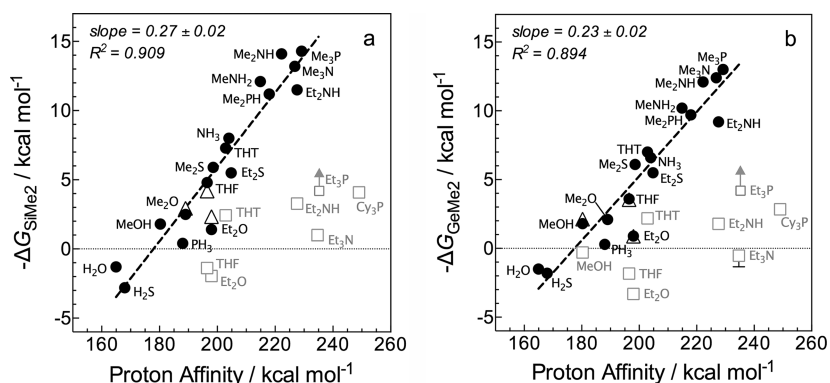 slope = 0.27 ± 0.02
R² = 0.909
a
-ΔG_SiMe2 / kcal mol⁻¹
15
10
5
0
-5
160 180 200 220 240 260
Proton Affinity / kcal mol⁻¹
Me₂NH
Me₃P
Me₃N
MeNH₂
Et₂NH
Me₂PH
NH₃
THT
Me₂S
Et₂S
THF
Me₂O
MeOH
Et₂O
PH₃
H₂O
H₂S
Et₃P
Et₂NH
Cy₃P
THT
Et₃N
THF
Et₂O
slope = 0.23 ± 0.02
R² = 0.894
b
-ΔG_GeMe2 / kcal mol⁻¹
15
10
5
0
-5
160 180 200 220 240 260
Proton Affinity / kcal mol⁻¹
Me₃P
Me₃N
Me₂NH
MeNH₂
Me₂PH
Et₂NH
THT
NH₃
Me₂S
Et₂S
Me₂O
THF
MeOH
Et₂O
PH₃
H₂O
H₂S
Et₃P
THT
Et₂NH
Cy₃P
MeOH
Et₃N
THF
Et₂O